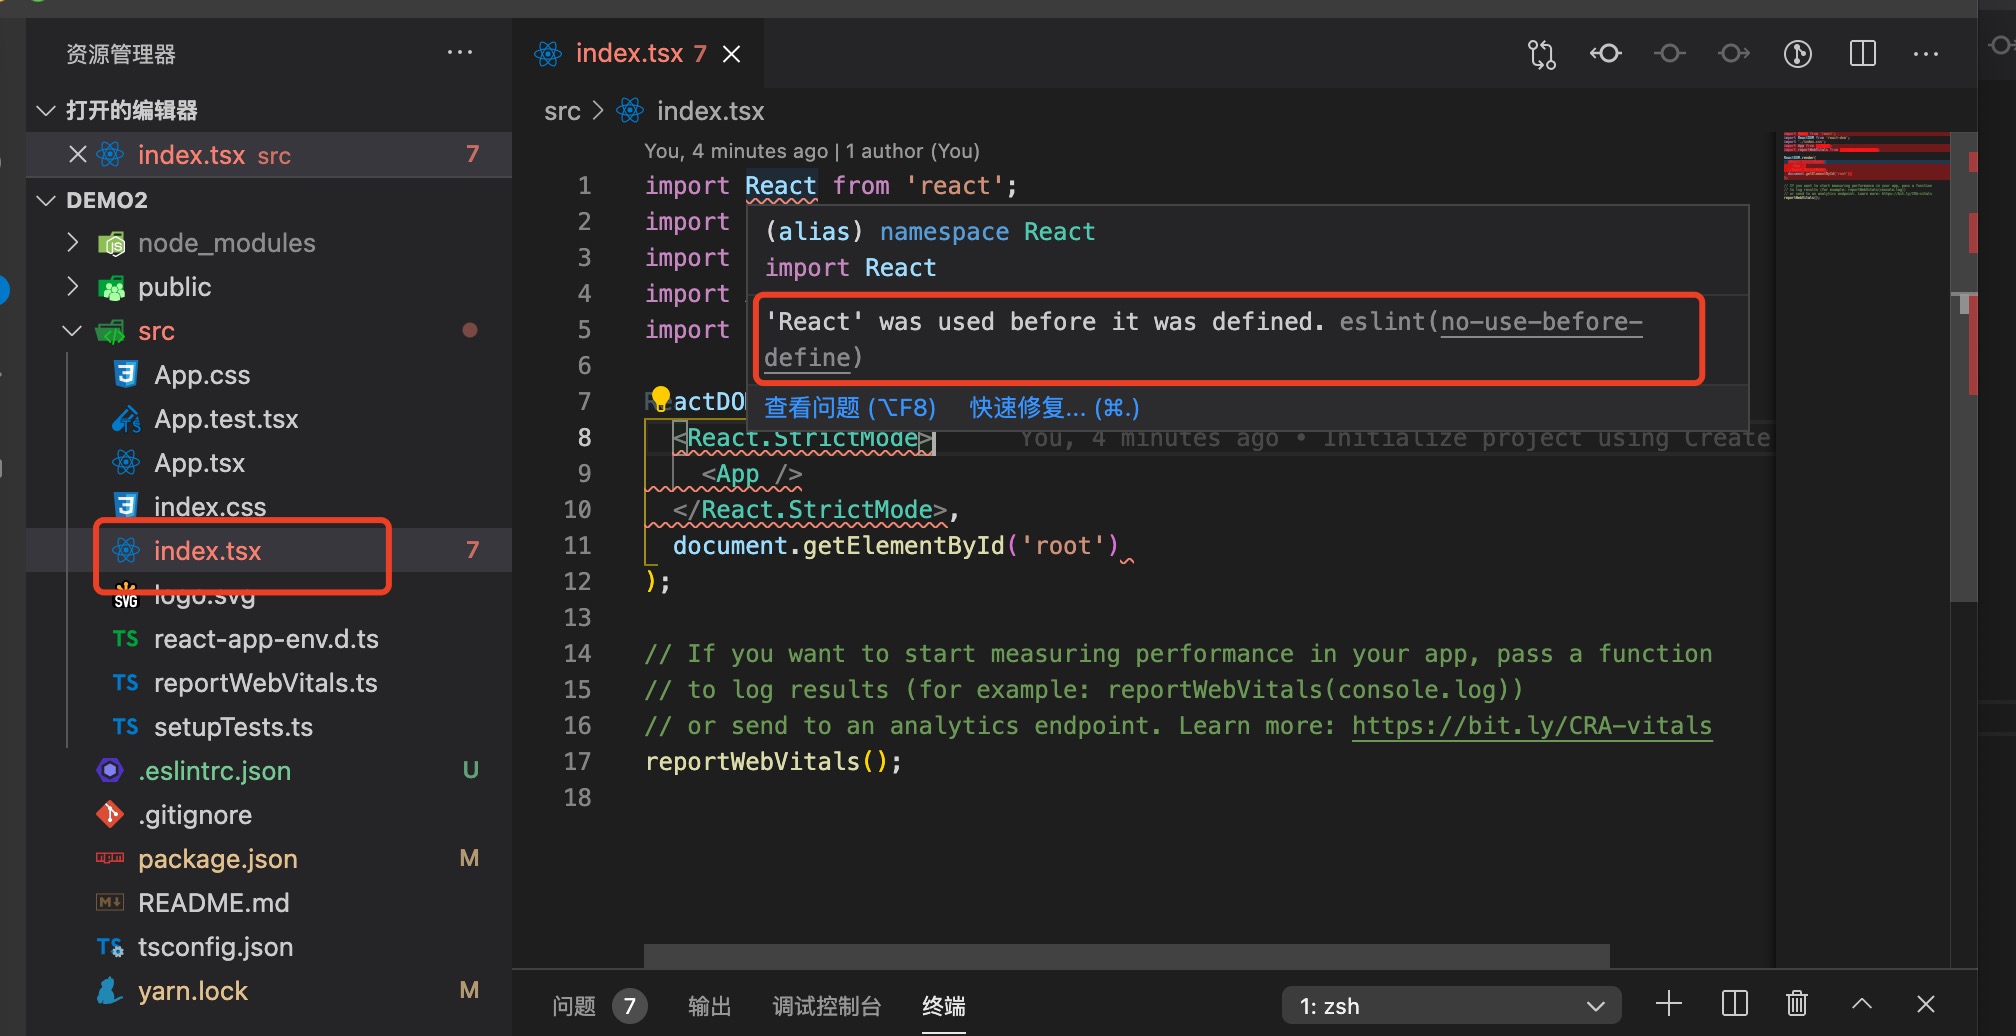 资源管理器
打开的编辑器
index.tsx src 7
DEMO2
node_modules
public
src
App.css
App.test.tsx
App.tsx
index.css
index.tsx 7
logo.svg
react-app-env.d.ts
reportWebVitals.ts
setupTests.ts
.eslintrc.json U
.gitignore
package.json M
README.md
tsconfig.json
yarn.lock M
index.tsx 7
src > index.tsx
You, 4 minutes ago | 1 author (You)
1 import React from 'react';
2 import
3 import
4 import
5 import
6
(alias) namespace React
import React
'React' was used before it was defined. eslint(no-use-before-
define)
查看问题 (⌥F8) 快速修复... (⌘.)
7 ReactDO
8 <React.StrictMode> You, 4 minutes ago • Initialize project using Create
9 <App />
10 </React.StrictMode>,
11 document.getElementById('root')
12 );
13
14 // If you want to start measuring performance in your app, pass a function
15 // to log results (for example: reportWebVitals(console.log))
16 // or send to an analytics endpoint. Learn more: https://bit.ly/CRA-vitals
17 reportWebVitals();
18
问题 7 输出 调试控制台 终端 1: zsh